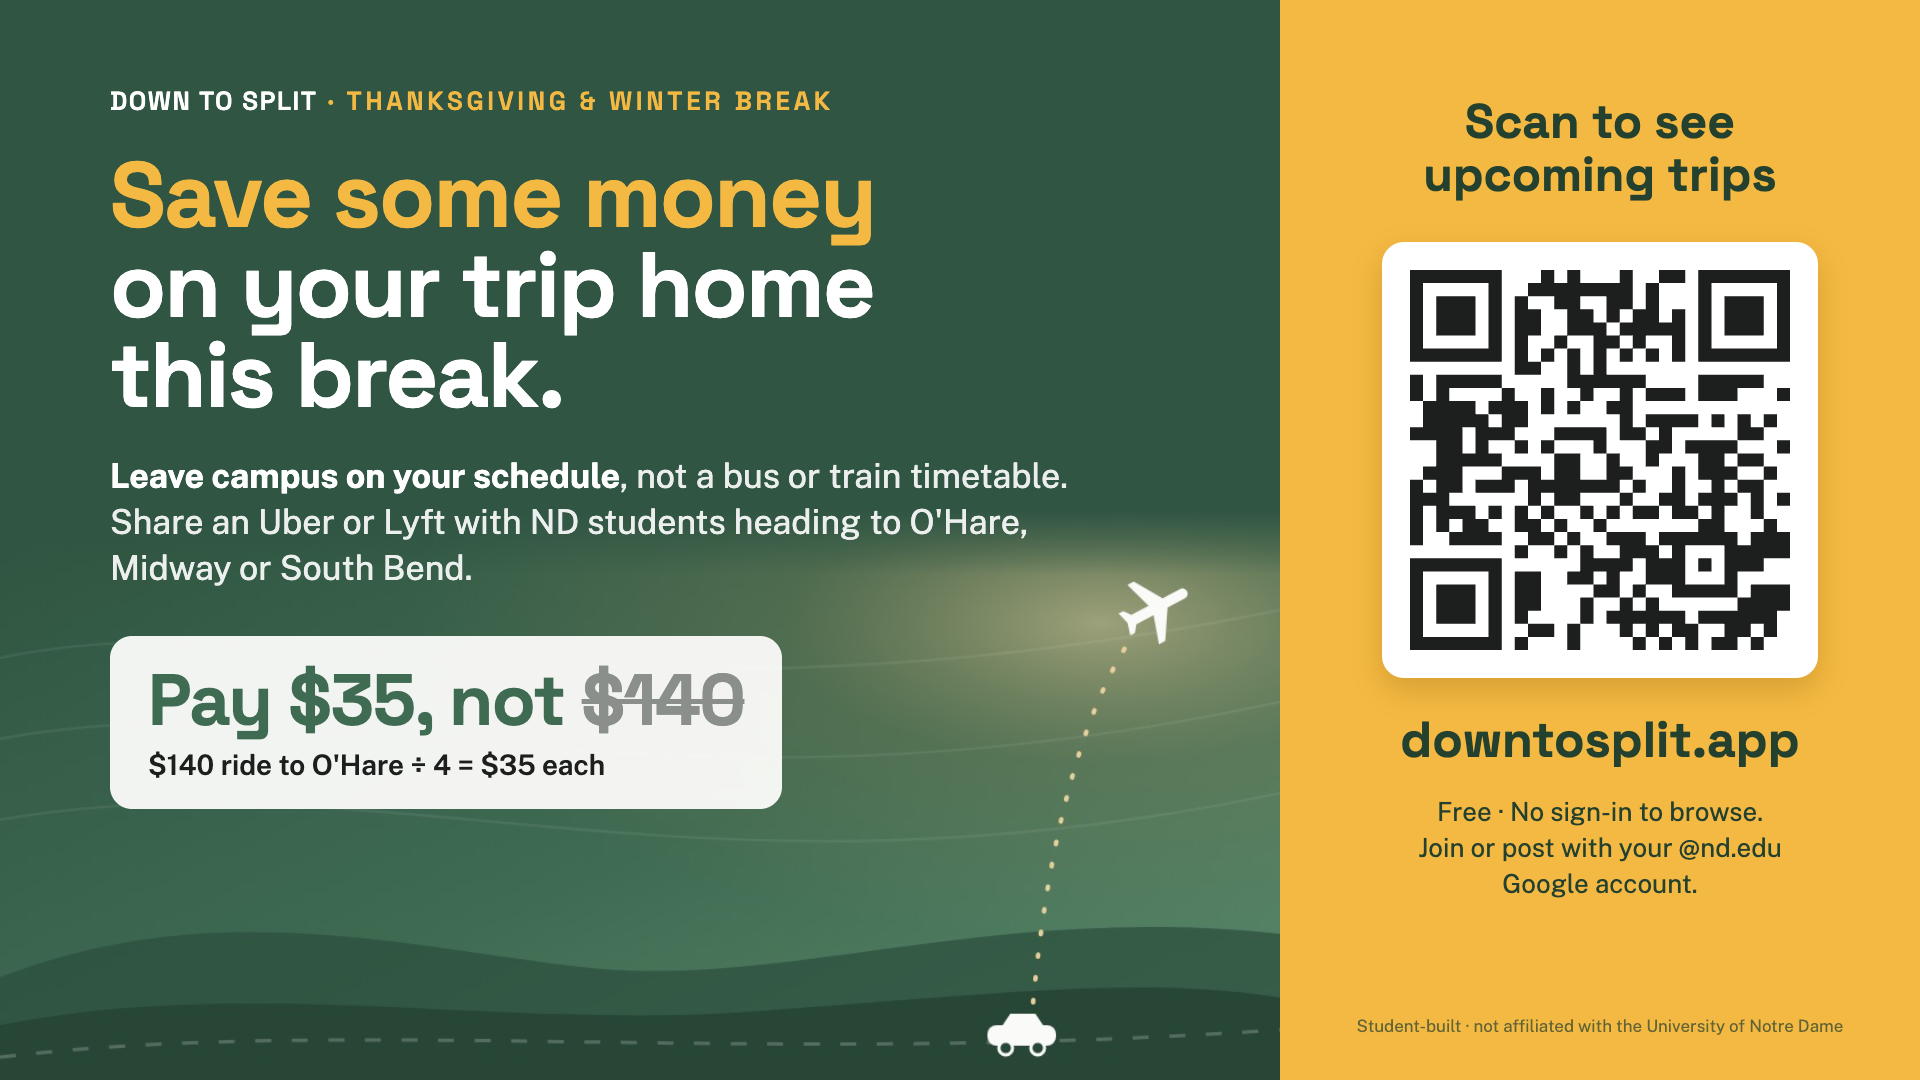 DOWN TO SPLIT · THANKSGIVING & WINTER BREAK
Save some money
on your trip home
this break.
Leave campus on your schedule, not a bus or train timetable.
Share an Uber or Lyft with ND students heading to O'Hare,
Midway or South Bend.
Pay $35, not $140
$140 ride to O'Hare ÷ 4 = $35 each
Scan to see
upcoming trips
downtosplit.app
Free · No sign-in to browse.
Join or post with your @nd.edu
Google account.
Student-built · not affiliated with the University of Notre Dame